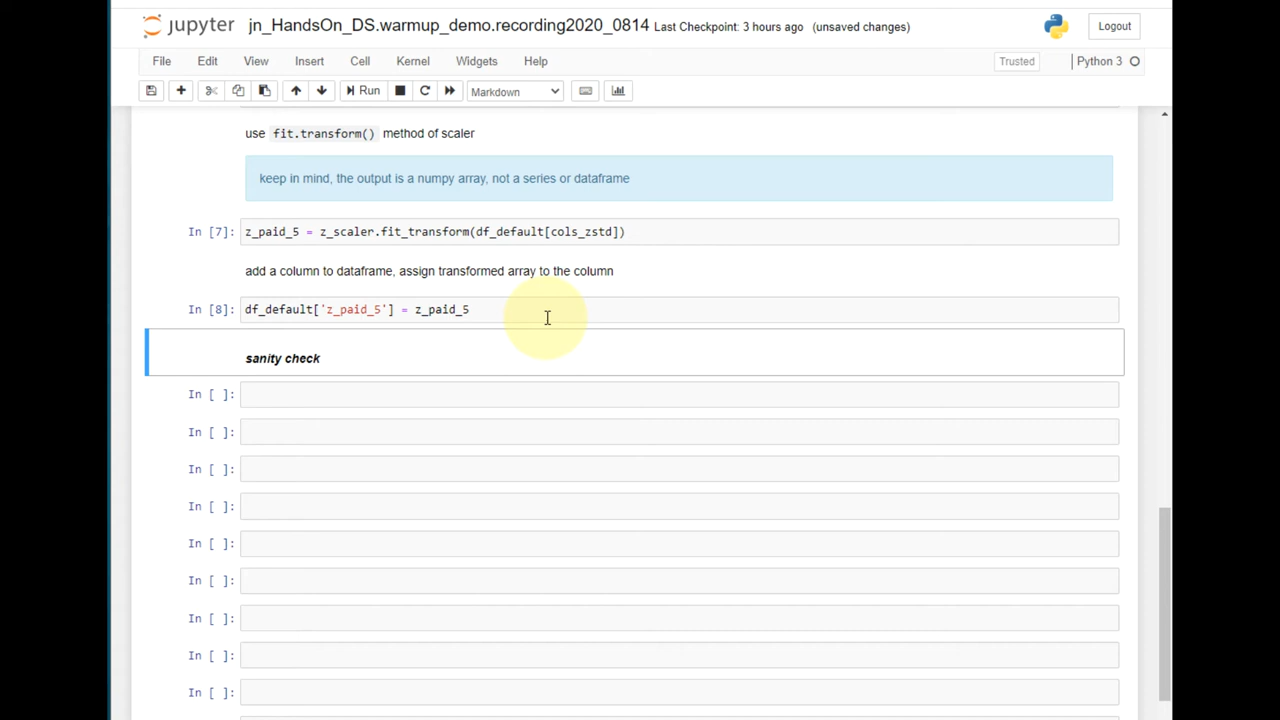 jupyter jn_HandsOn_DS.warmup_demo.recording2020_0814 Last Checkpoint: 3 hours ago (unsaved changes) Logout
File Edit View Insert Cell Kernel Widgets Help Trusted Python 3
Run Markdown
use fit.transform() method of scaler
keep in mind, the output is a numpy array, not a series or dataframe
In [7]: z_paid_5 = z_scaler.fit_transform(df_default[cols_zstd])
add a column to dataframe, assign transformed array to the column
In [8]: df_default['z_paid_5'] = z_paid_5
sanity check
In [ ]:
In [ ]:
In [ ]:
In [ ]:
In [ ]:
In [ ]:
In [ ]:
In [ ]:
In [ ]: